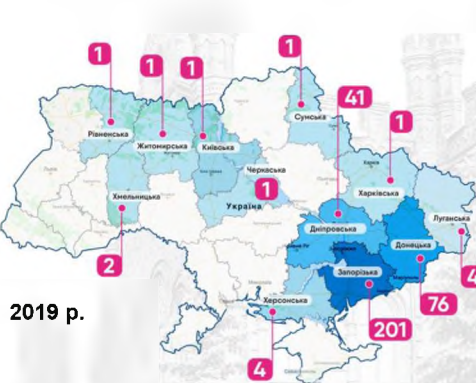 1
1
1
1
41
1
Рівненська
Житомирська
Київська
Сумська
Черкаська
1
Харківська
Хмельницька
Україна
Луганська
Дніпровська
Донецька
2
Запорізька
4
Херсонська
76
2019 р.
4
201